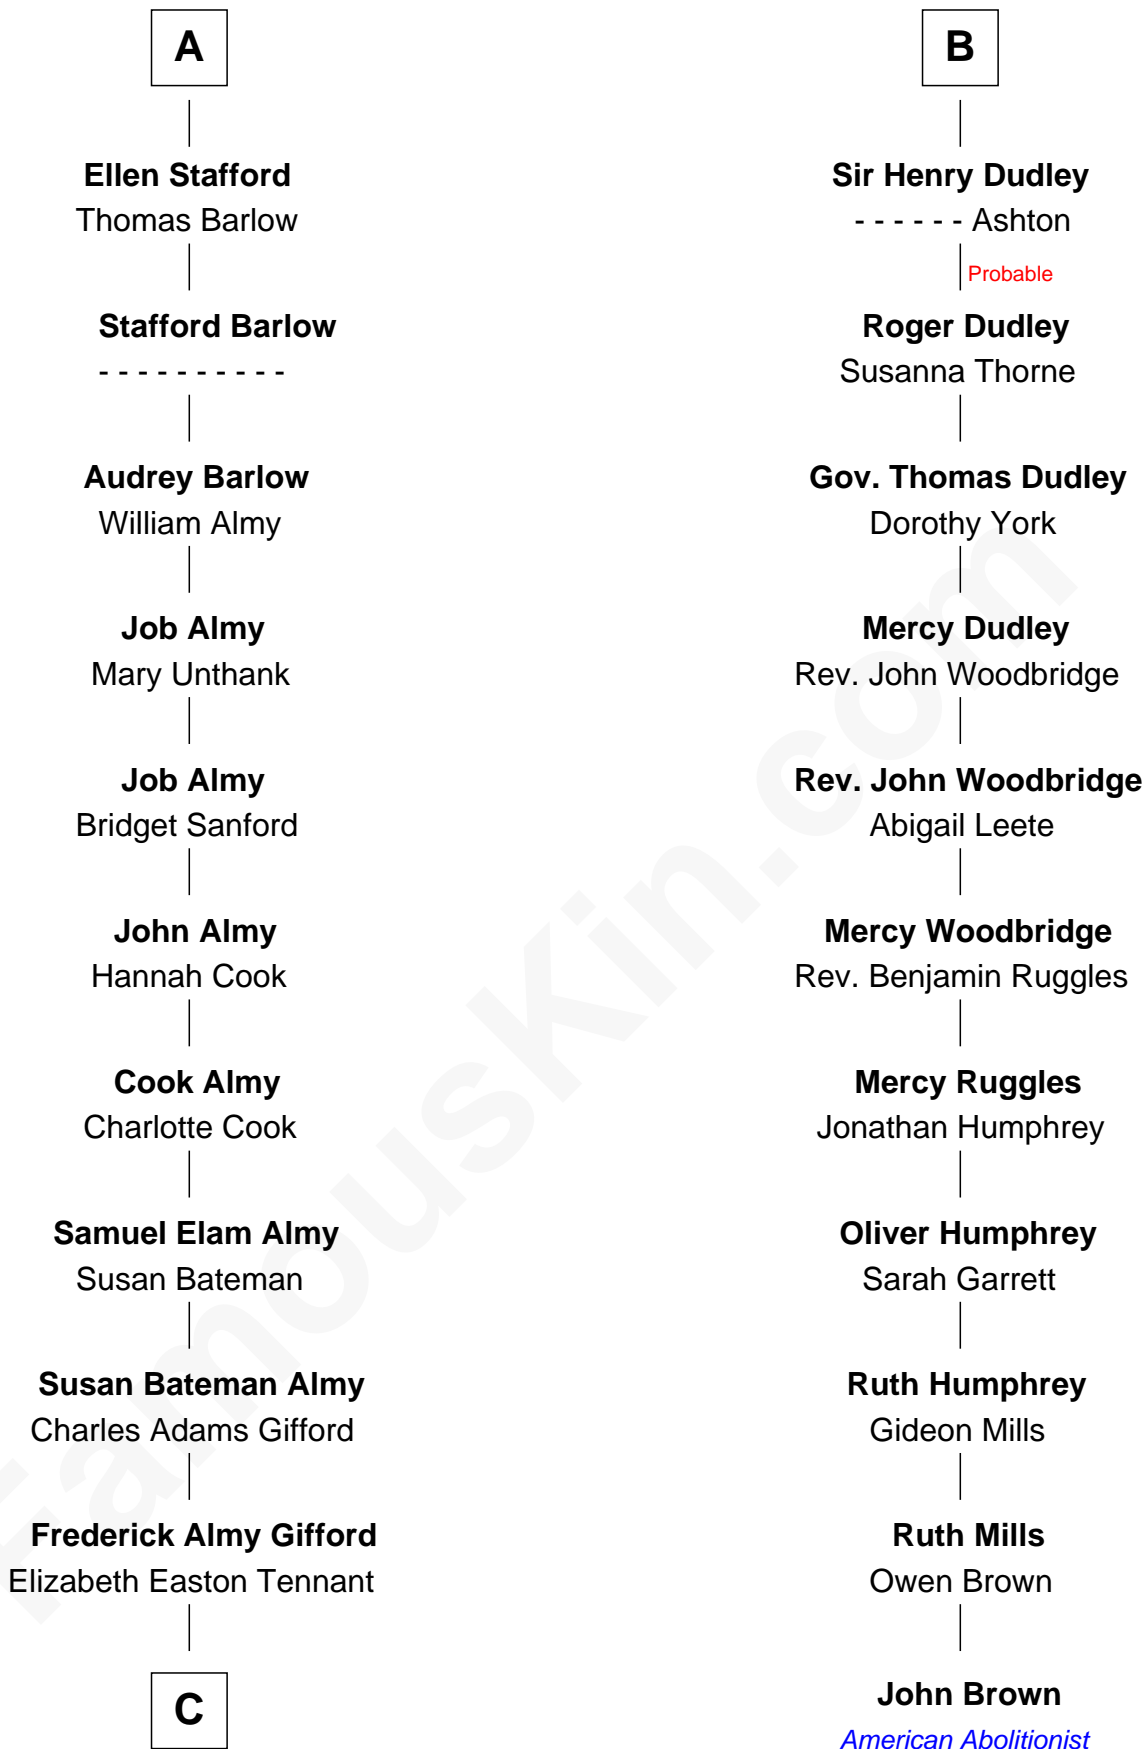 A
Ellen Stafford
Thomas Barlow
Stafford Barlow
- - - - - - - - - -
Audrey Barlow
William Almy
Job Almy
Mary Unthank
Job Almy
Bridget Sanford
John Almy
Hannah Cook
Cook Almy
Charlotte Cook
Samuel Elam Almy
Susan Bateman
Susan Bateman Almy
Charles Adams Gifford
Frederick Almy Gifford
Elizabeth Easton Tennant
C
B
Sir Henry Dudley
- - - - - - Ashton
Probable
Roger Dudley
Susanna Thorne
Gov. Thomas Dudley
Dorothy York
Mercy Dudley
Rev. John Woodbridge
Rev. John Woodbridge
Abigail Leete
Mercy Woodbridge
Rev. Benjamin Ruggles
Mercy Ruggles
Jonathan Humphrey
Oliver Humphrey
Sarah Garrett
Ruth Humphrey
Gideon Mills
Ruth Mills
Owen Brown
John Brown
American Abolitionist
FamousKin.com